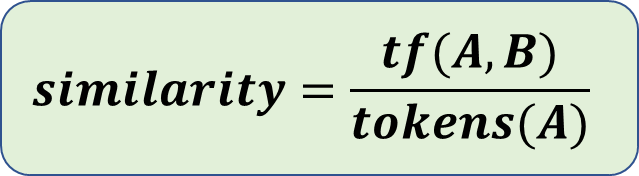 similarity = tf(A, B) / tokens(A)